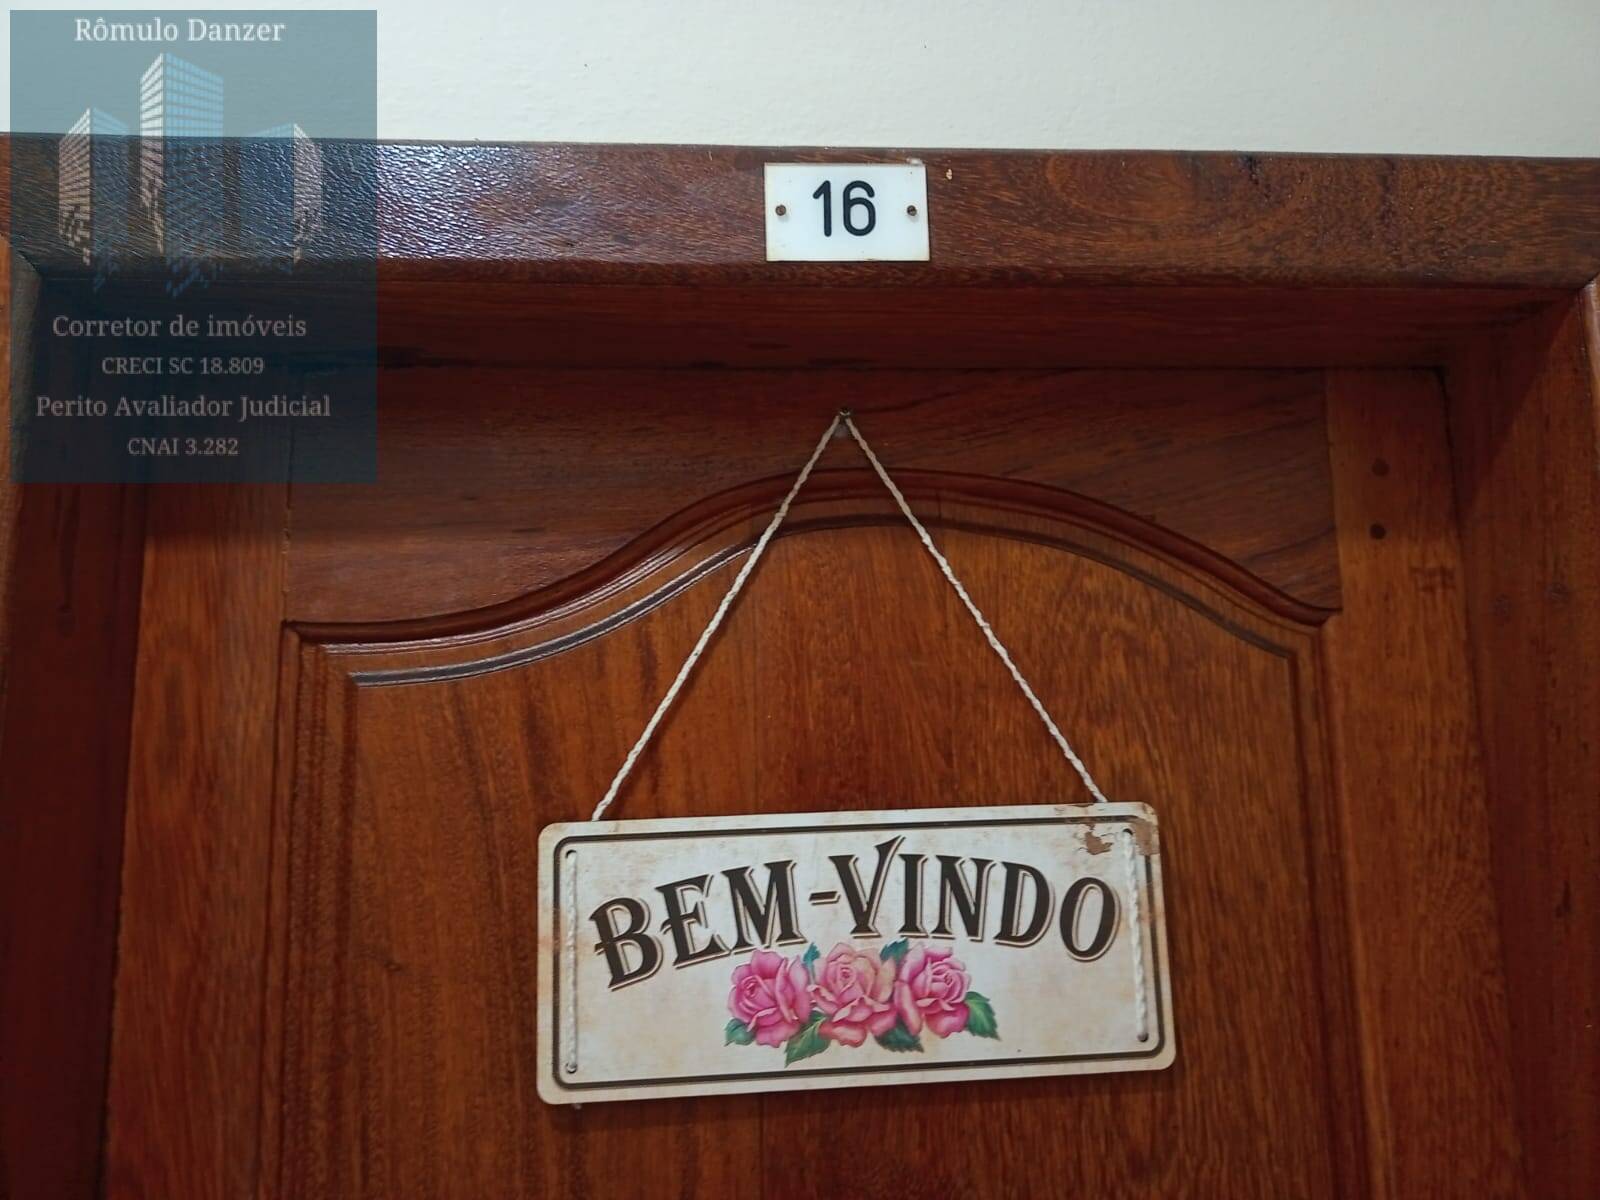 Rômulo Danzer
Corretor de imóveis
CRECI SC 18.809
Perito Avaliador Judicial
CNAI 3.282
16
BEM-VINDO